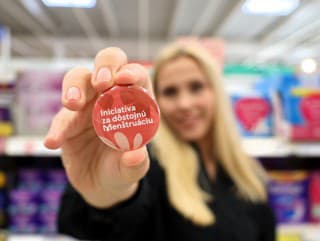 Iniciatíva
za dôstojnú
menštruáciu